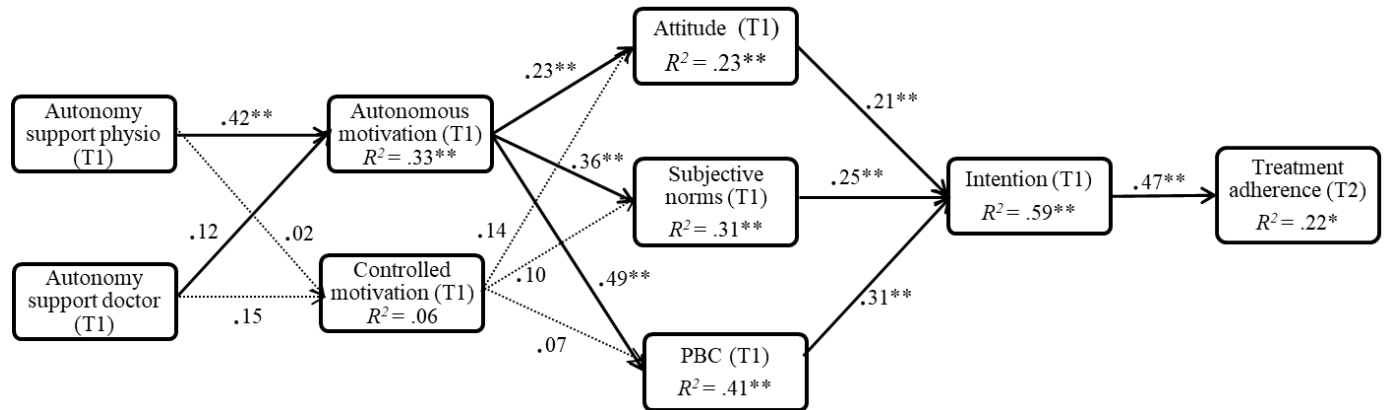 Attitude (T1)
R² = .23**
.23**
.21**
Autonomy
support physio
(T1)
.42**
Autonomous
motivation (T1)
R² = .33**
.36**
Subjective
norms (T1)
R² = .31**
.25**
Intention (T1)
R² = .59**
.47**
Treatment
adherence (T2)
R² = .22*
.12
.02
.14
.10
.49**
.31**
Autonomy
support doctor
(T1)
.15
Controlled
motivation (T1)
R² = .06
.07
PBC (T1)
R² = .41**